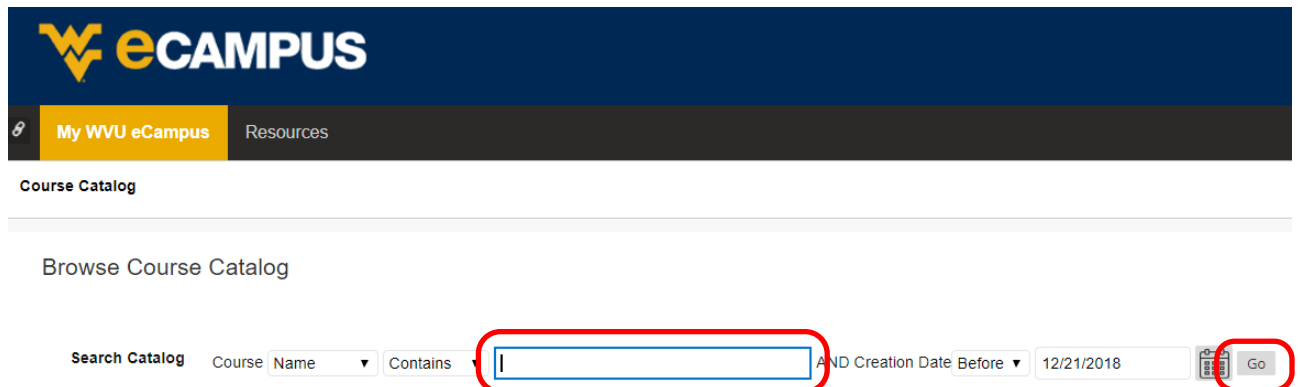 eCAMPUS
My WVU eCampus Resources
Course Catalog
Browse Course Catalog
Search Catalog Course Name Contains AND Creation Date Before 12/21/2018 Go